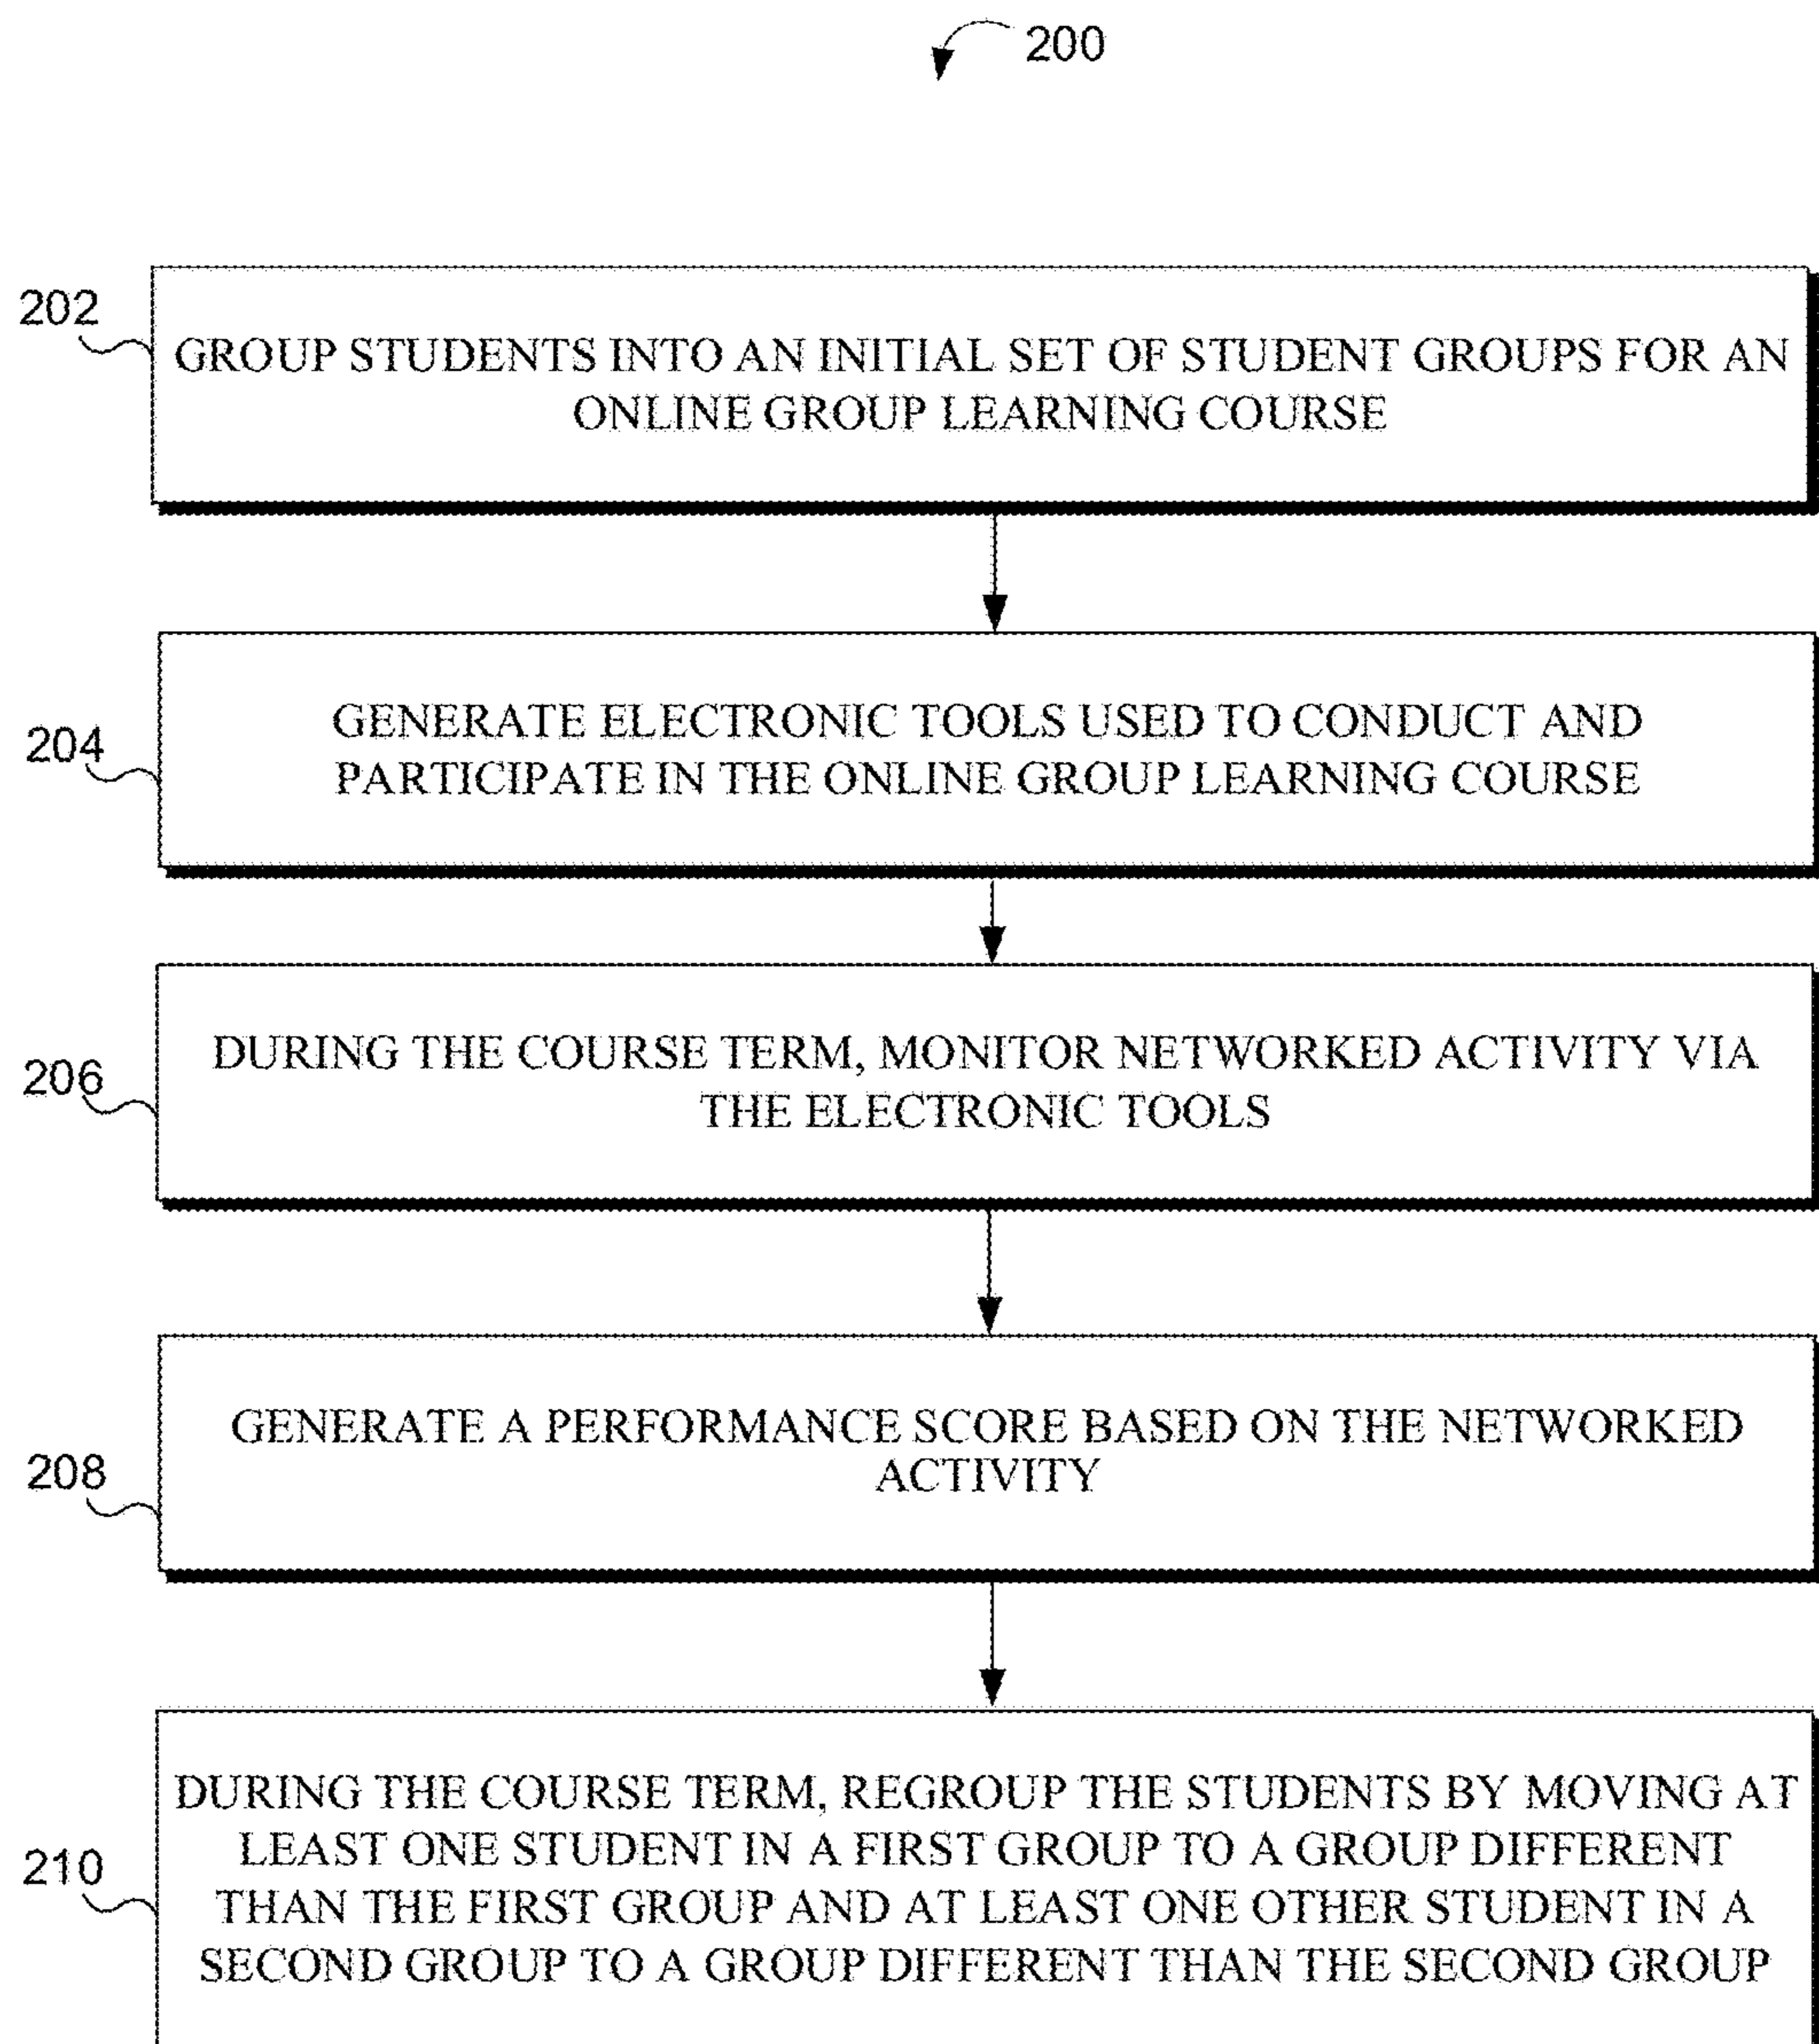 200
202
GROUP STUDENTS INTO AN INITIAL SET OF STUDENT GROUPS FOR AN
ONLINE GROUP LEARNING COURSE
204
GENERATE ELECTRONIC TOOLS USED TO CONDUCT AND
PARTICIPATE IN THE ONLINE GROUP LEARNING COURSE
206
DURING THE COURSE TERM, MONITOR NETWORKED ACTIVITY VIA
THE ELECTRONIC TOOLS
208
GENERATE A PERFORMANCE SCORE BASED ON THE NETWORKED
ACTIVITY
210
DURING THE COURSE TERM, REGROUP THE STUDENTS BY MOVING AT
LEAST ONE STUDENT IN A FIRST GROUP TO A GROUP DIFFERENT
THAN THE FIRST GROUP AND AT LEAST ONE OTHER STUDENT IN A
SECOND GROUP TO A GROUP DIFFERENT THAN THE SECOND GROUP